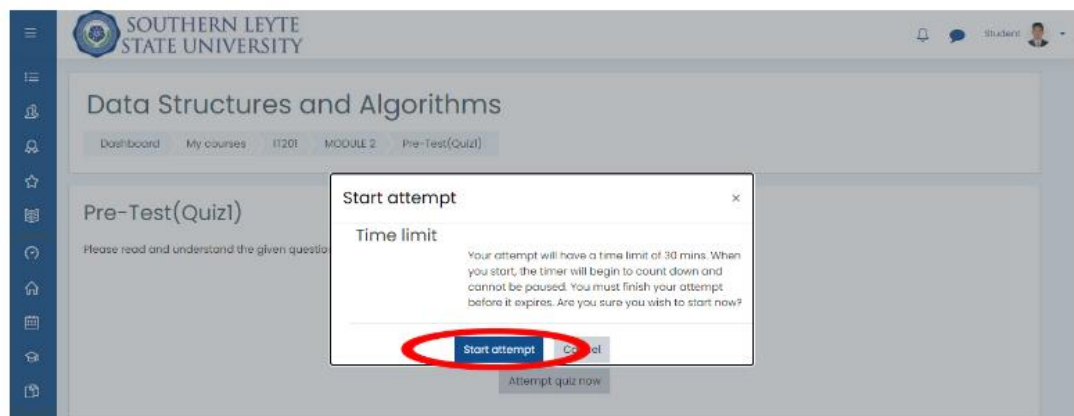 SOUTHERN LEYTE
STATE UNIVERSITY
Student
Data Structures and Algorithms
Dashboard My courses IT201 MODULE 2 Pre-Test(Quiz1)
Start attempt ×
Pre-Test(Quiz1)
Time limit
Please read and understand the given questio
Your attempt will have a time limit of 30 mins. When
you start, the timer will begin to count down and
cannot be paused. You must finish your attempt
before it expires. Are you sure you wish to start now?
Start attempt
Attempt quiz now